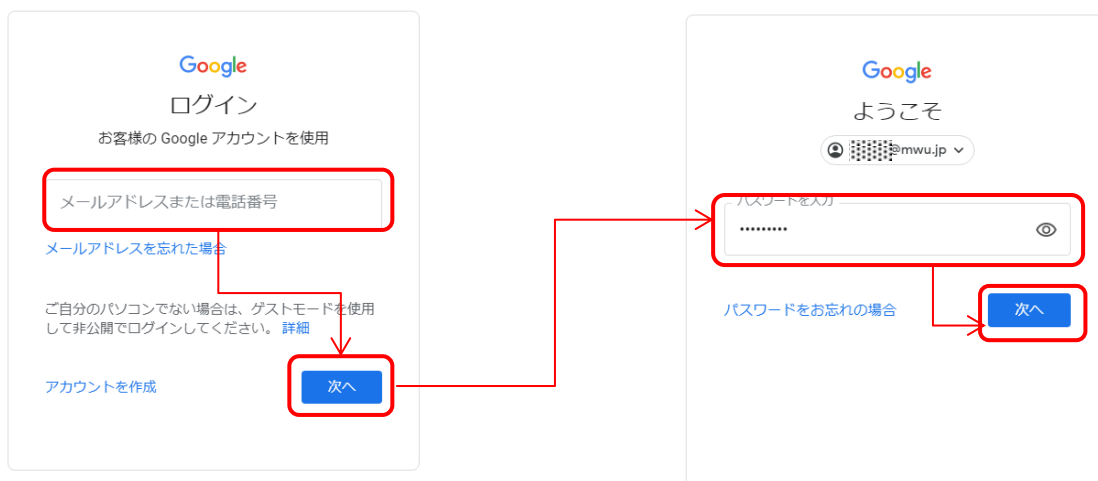 Google
ログイン
お客様の Google アカウントを使用
メールアドレスまたは電話番号
メールアドレスを忘れた場合
ご自分のパソコンでない場合は、ゲストモードを使用
して非公開でログインしてください。 詳細
アカウントを作成
次へ
Google
ようこそ
@mwu.jp
パスワードを入力
•••••••••
パスワードをお忘れの場合
次へ